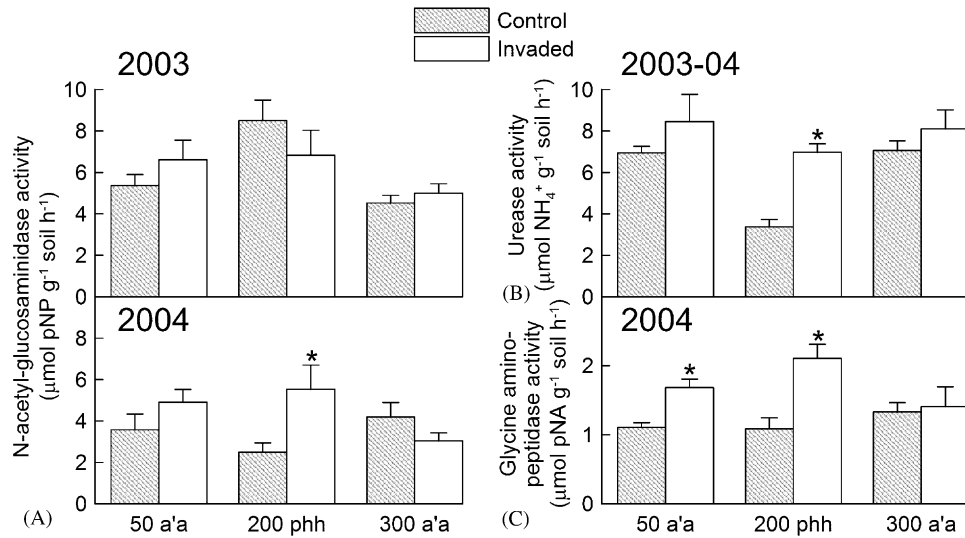 Control
Invaded
2003
2003-04
N-acetyl-glucosaminidase activity
(μmol pNP g⁻¹ soil h⁻¹)
10
8
6
4
2
0
Urease activity
(μmol NH₄⁺ g⁻¹ soil h⁻¹)
10
8
6
4
2
0
*
(B)
2004
8
6
4
2
0
*
(A)
50 a'a
200 phh
300 a'a
2004
Glycine amino-
peptidase activity
(μmol pNA g⁻¹ soil h⁻¹)
2
1
0
*
*
(C)
50 a'a
200 phh
300 a'a